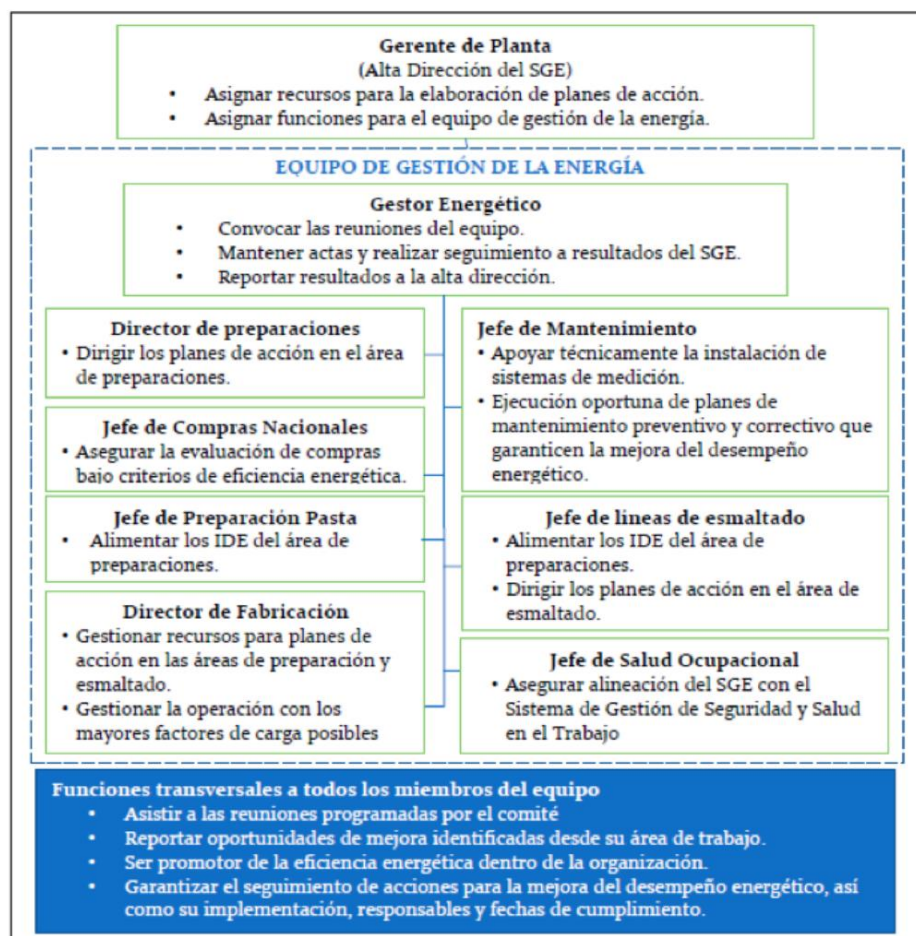 Gerente de Planta
(Alta Dirección del SGE)
• Asignar recursos para la elaboración de planes de acción.
• Asignar funciones para el equipo de gestión de la energía.
EQUIPO DE GESTIÓN DE LA ENERGÍA
Gestor Energético
• Convocar las reuniones del equipo.
• Mantener actas y realizar seguimiento a resultados del SGE.
• Reportar resultados a la alta dirección.
Director de preparaciones
• Dirigir los planes de acción en el área
de preparaciones.
Jefe de Compras Nacionales
• Asegurar la evaluación de compras
bajo criterios de eficiencia energética.
Jefe de Preparación Pasta
• Alimentar los IDE del área de
preparaciones.
Director de Fabricación
• Gestionar recursos para planes de
acción en las áreas de preparación y
esmaltado.
• Gestionar la operación con los
mayores factores de carga posibles
Jefe de Mantenimiento
• Apoyar técnicamente la instalación de
sistemas de medición.
• Ejecución oportuna de planes de
mantenimiento preventivo y correctivo que
garanticen la mejora del desempeño
energético.
Jefe de líneas de esmaltado
• Alimentar los IDE del área de
preparaciones.
• Dirigir los planes de acción en el área de
esmaltado.
Jefe de Salud Ocupacional
• Asegurar alineación del SGE con el
Sistema de Gestión de Seguridad y Salud
en el Trabajo
Funciones transversales a todos los miembros del equipo
• Asistir a las reuniones programadas por el comité
• Reportar oportunidades de mejora identificadas desde su área de trabajo.
• Ser promotor de la eficiencia energética dentro de la organización.
• Garantizar el seguimiento de acciones para la mejora del desempeño energético, así
como su implementación, responsables y fechas de cumplimiento.